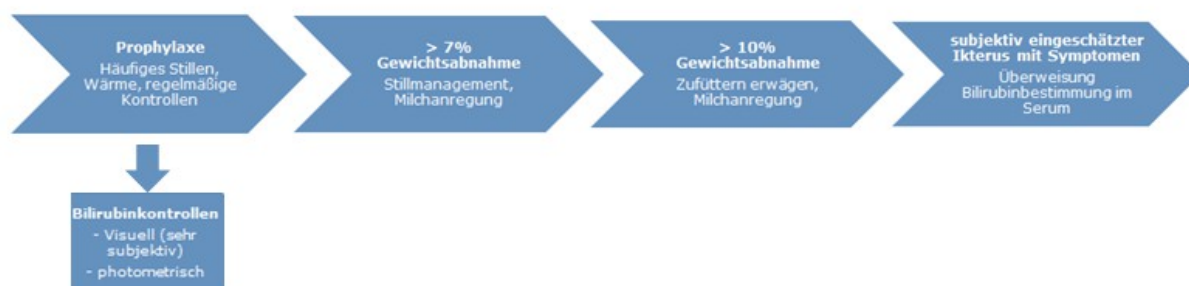 Prophylaxe
Häufiges Stillen,
Wärme, regelmäßige
Kontrollen
> 7%
Gewichtsabnahme
Stillmanagement,
Milchanregung
> 10%
Gewichtsabnahme
Zufüttern erwägen,
Milchanregung
subjektiv eingeschätzter
Ikterus mit Symptomen
Überweisung
Bilirubinbestimmung im
Serum
Bilirubinkontrollen
- Visuell (sehr
subjektiv)
- photometrisch